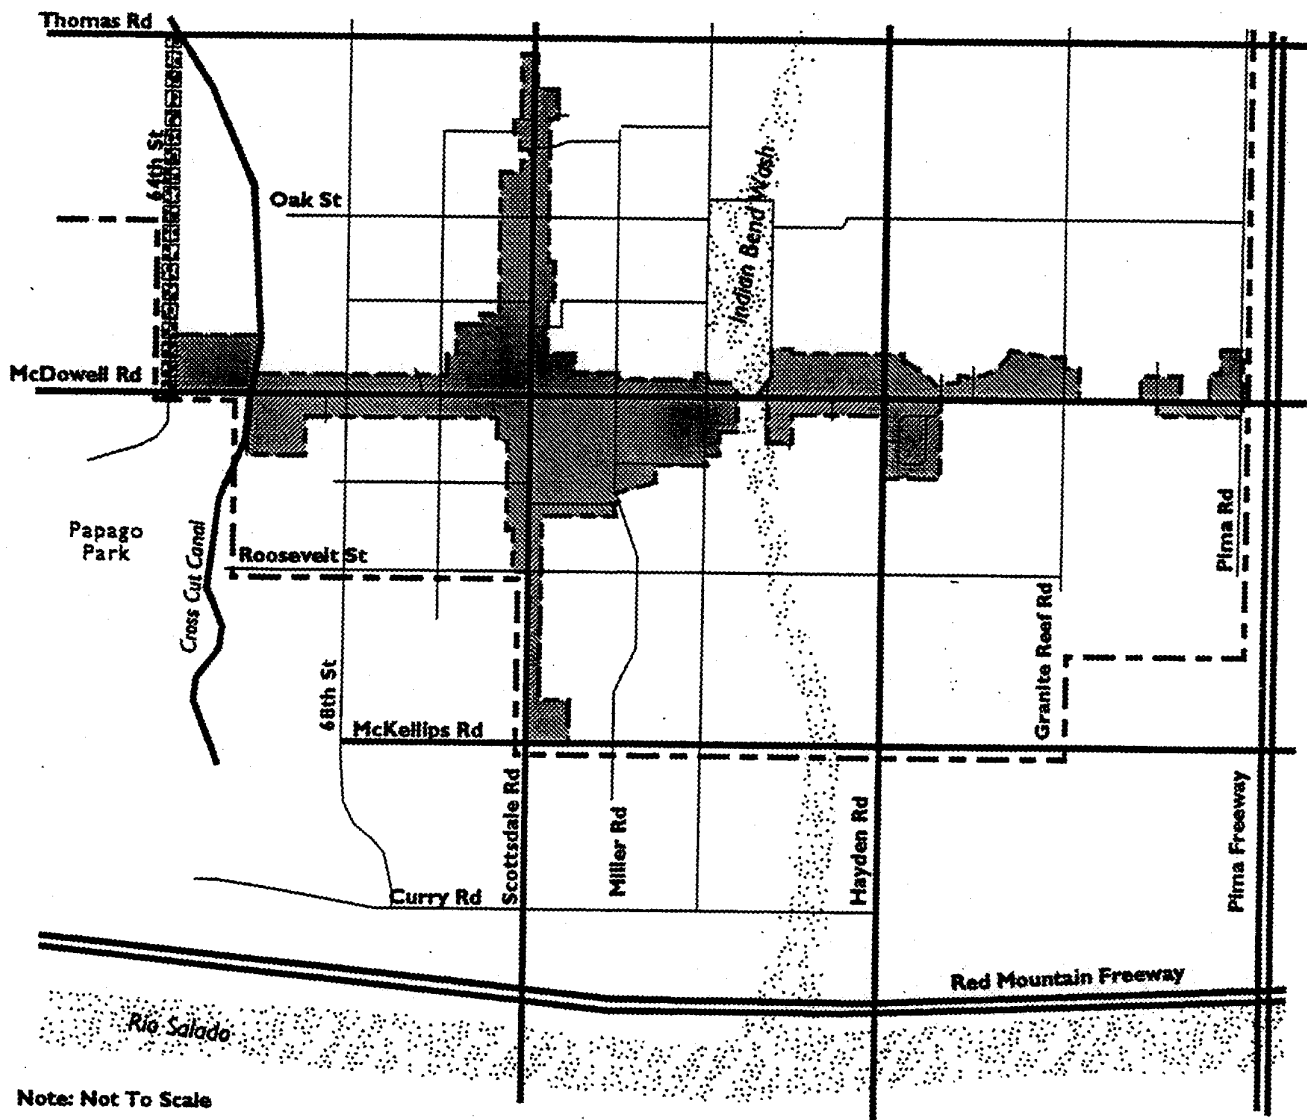 Thomas Rd
64th St
Oak St
Indian Bend Wash
McDowell Rd
Papago
Park
Cross Cut Canal
Roosevelt St
Pima Rd
Granite Reef Rd
68th St
McKellips Rd
Scottsdale Rd
Miller Rd
Hayden Rd
Pima Freeway
Curry Rd
Red Mountain Freeway
Rio Salado
Note: Not To Scale